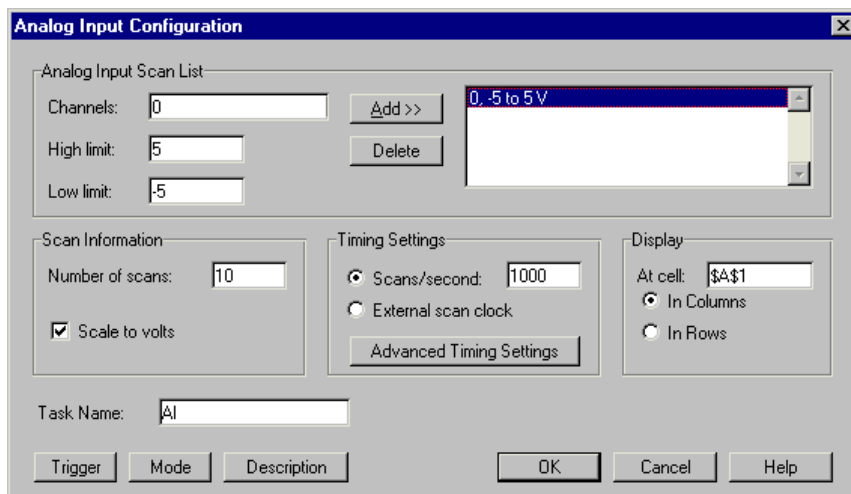 Analog Input Configuration
Analog Input Scan List
Channels: 0 Add >> 0, -5 to 5 V
High limit: 5 Delete
Low limit: -5
Scan Information Timing Settings Display
Number of scans: 10 Scans/second: 1000 At cell: $A$1
In Columns
Scale to volts External scan clock In Rows
Advanced Timing Settings
Task Name: AI
Trigger Mode Description OK Cancel Help